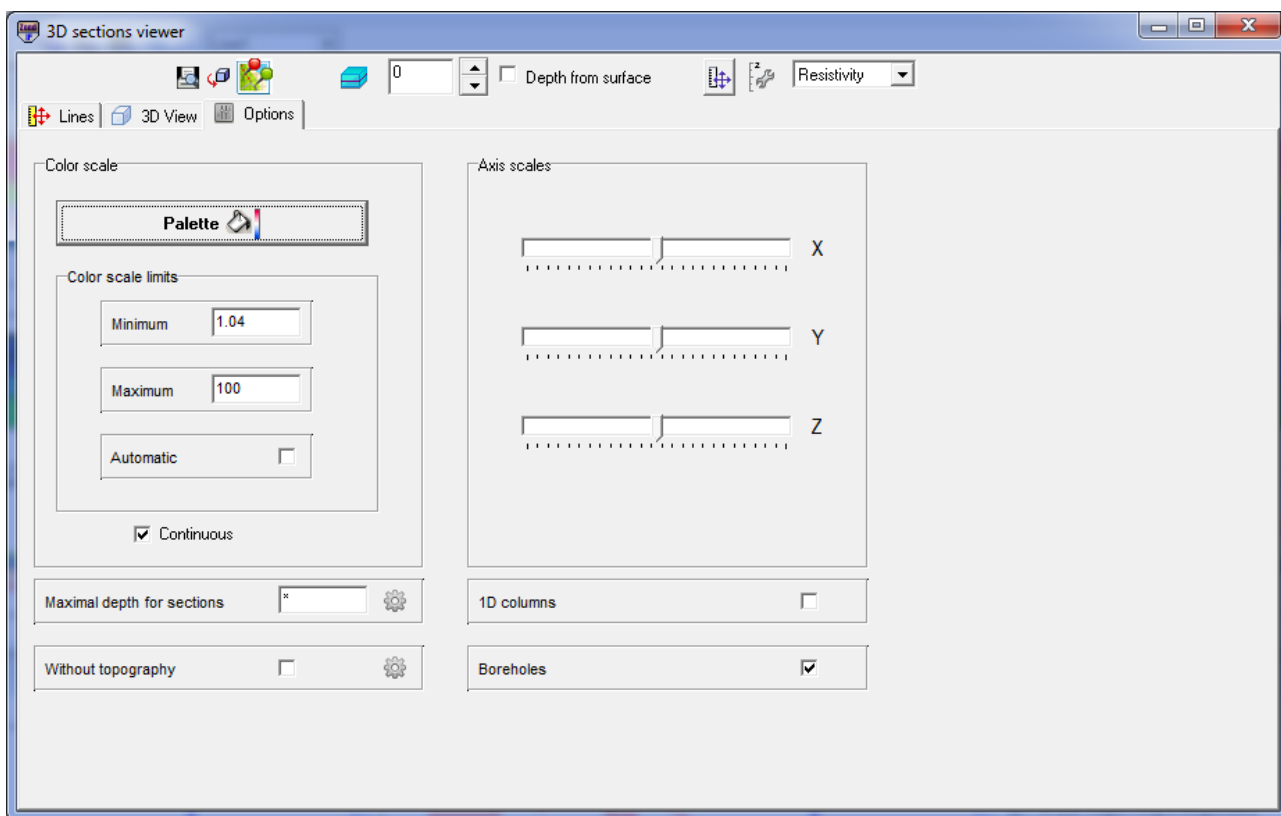 3D sections viewer
0
Depth from surface
Resistivity
Lines
3D View
Options
Color scale
Palette
Color scale limits
Minimum
1.04
Maximum
100
Automatic
Continuous
Maximal depth for sections
*
Without topography
Axis scales
X
Y
Z
1D columns
Boreholes